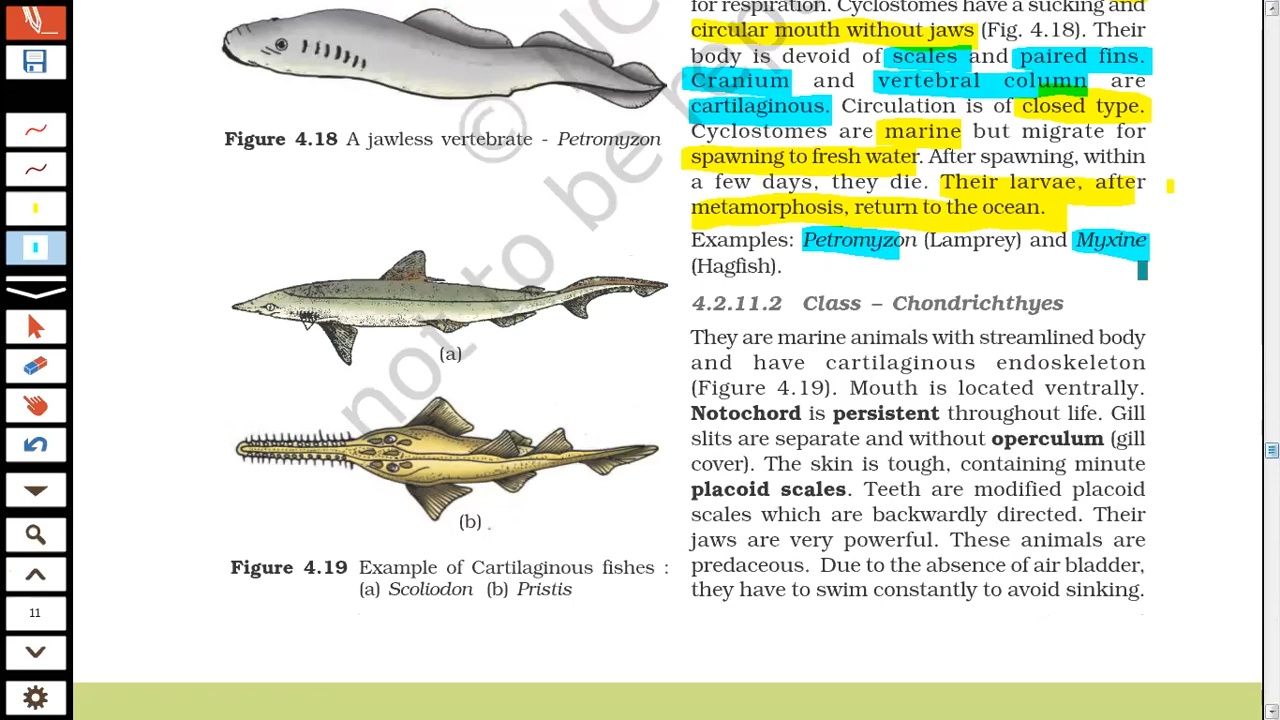 for respiration. Cyclostomes have a sucking and
circular mouth without jaws (Fig. 4.18). Their
body is devoid of scales and paired fins.
Cranium and vertebral column are
cartilaginous. Circulation is of closed type.
Cyclostomes are marine but migrate for
spawning to fresh water. After spawning, within
a few days, they die. Their larvae, after
metamorphosis, return to the ocean.
Examples: Petromyzon (Lamprey) and Myxine
(Hagfish).
Figure 4.18 A jawless vertebrate - Petromyzon
4.2.11.2 Class – Chondrichthyes
They are marine animals with streamlined body
and have cartilaginous endoskeleton
(Figure 4.19). Mouth is located ventrally.
Notochord is persistent throughout life. Gill
slits are separate and without operculum (gill
cover). The skin is tough, containing minute
placoid scales. Teeth are modified placoid
scales which are backwardly directed. Their
jaws are very powerful. These animals are
predaceous. Due to the absence of air bladder,
they have to swim constantly to avoid sinking.
(a)
(b)
Figure 4.19 Example of Cartilaginous fishes :
(a) Scoliodon (b) Pristis
11
not to be rep
©